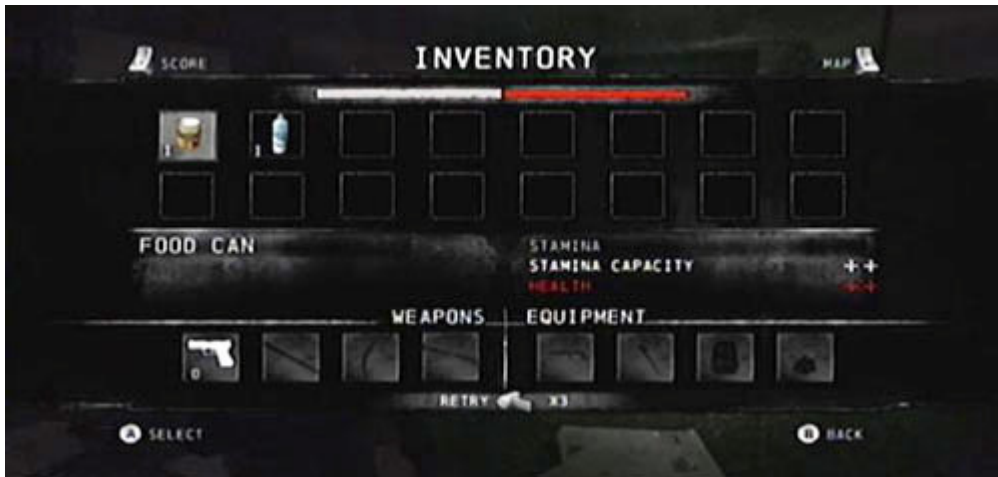 SCORE
INVENTORY
MAP
1
1
FOOD CAN
STAMINA
STAMINA CAPACITY ++
HEALTH ++
WEAPONS
EQUIPMENT
0
RETRY X3
A SELECT
B BACK